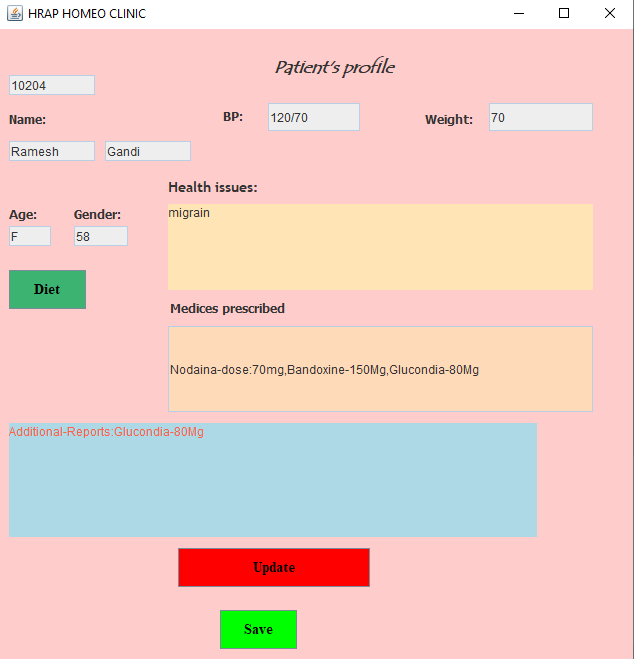 HRAP HOMEO CLINIC
Patient's profile
10204
Name:
BP: 120/70 Weight: 70
Ramesh Gandi
Health issues:
migrain
Age: Gender:
F 58
Diet
Medices prescribed
Nodaina-dose:70mg,Bandoxine-150Mg,Glucondia-80Mg
Additional-Reports:Glucondia-80Mg
Update
Save